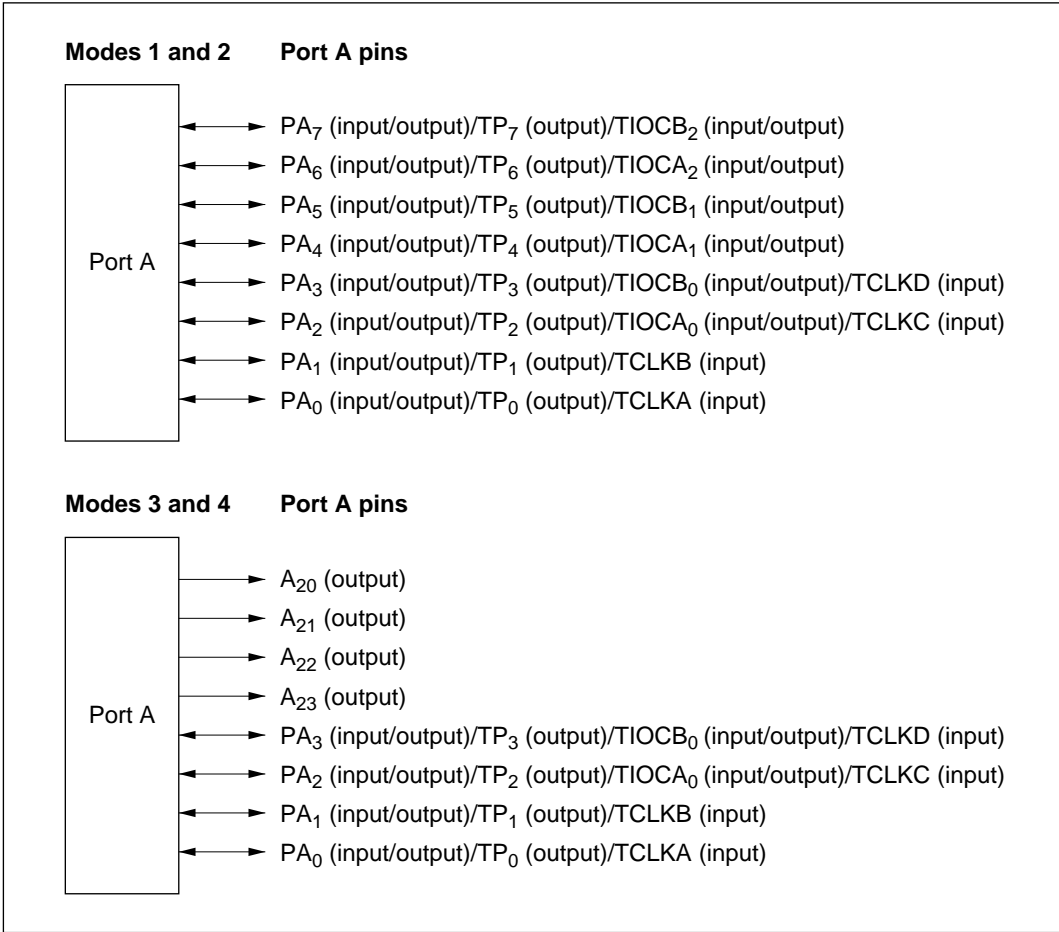 Modes 1 and 2 Port A pins
PA₇ (input/output)/TP₇ (output)/TIOCB₂ (input/output)
PA₆ (input/output)/TP₆ (output)/TIOCA₂ (input/output)
PA₅ (input/output)/TP₅ (output)/TIOCB₁ (input/output)
PA₄ (input/output)/TP₄ (output)/TIOCA₁ (input/output)
Port A
PA₃ (input/output)/TP₃ (output)/TIOCB₀ (input/output)/TCLKD (input)
PA₂ (input/output)/TP₂ (output)/TIOCA₀ (input/output)/TCLKC (input)
PA₁ (input/output)/TP₁ (output)/TCLKB (input)
PA₀ (input/output)/TP₀ (output)/TCLKA (input)
Modes 3 and 4 Port A pins
A₂₀ (output)
A₂₁ (output)
A₂₂ (output)
A₂₃ (output)
Port A
PA₃ (input/output)/TP₃ (output)/TIOCB₀ (input/output)/TCLKD (input)
PA₂ (input/output)/TP₂ (output)/TIOCA₀ (input/output)/TCLKC (input)
PA₁ (input/output)/TP₁ (output)/TCLKB (input)
PA₀ (input/output)/TP₀ (output)/TCLKA (input)